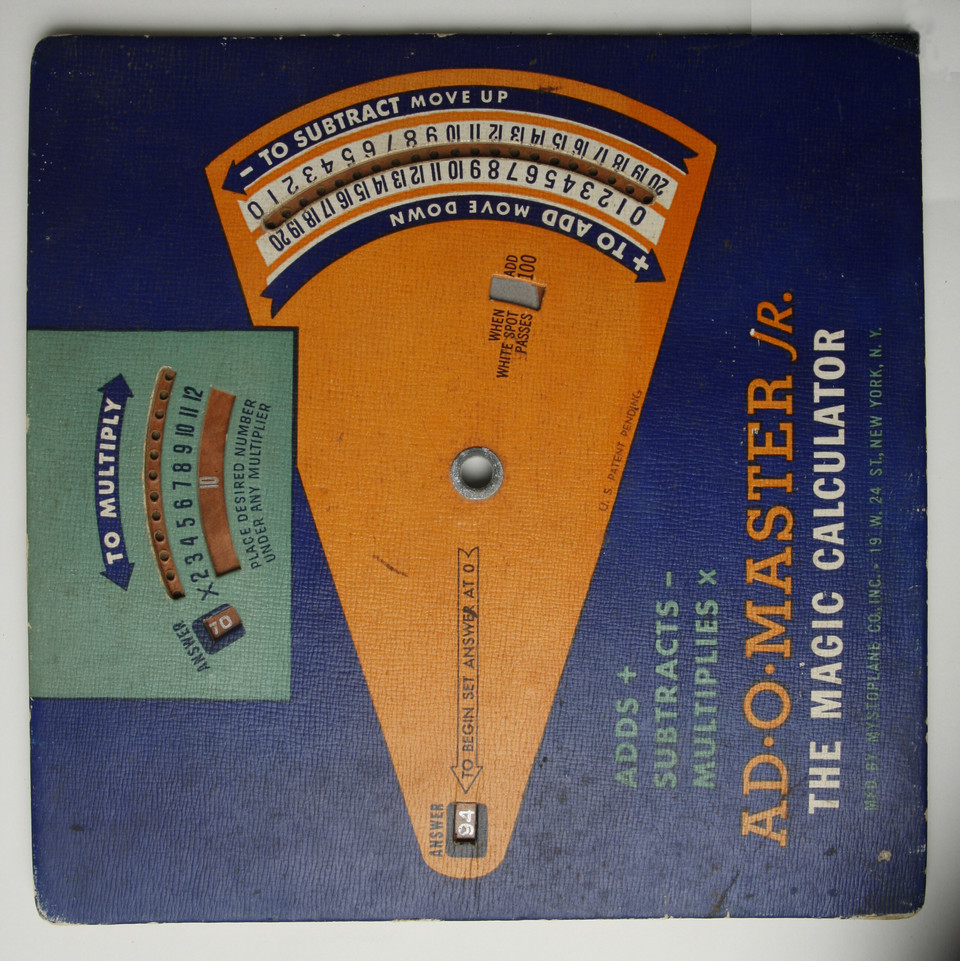 AD•O•MASTER JR.
THE MAGIC CALCULATOR
MF'D BY MYSTOPLANE CO., INC. • 19 W. 24 ST., NEW YORK, N. Y.
ADDS +
SUBTRACTS −
MULTIPLIES x
− TO SUBTRACT MOVE UP
0 1 2 3 4 5 6 7 8 9 10 11 12 13 14 15 16 17 18 19 20
20 19 18 17 16 15 14 13 12 11 10 9 8 7 6 5 4 3 2 1 0
+ TO ADD MOVE DOWN
WHEN
WHITE SPOT
PASSES
ADD
100
U. S. PATENT PENDING
TO BEGIN SET ANSWER AT 0
ANSWER
94
TO MULTIPLY
X 2 3 4 5 6 7 8 9 10 11 12
10
PLACE DESIRED NUMBER
UNDER ANY MULTIPLIER
ANSWER
70